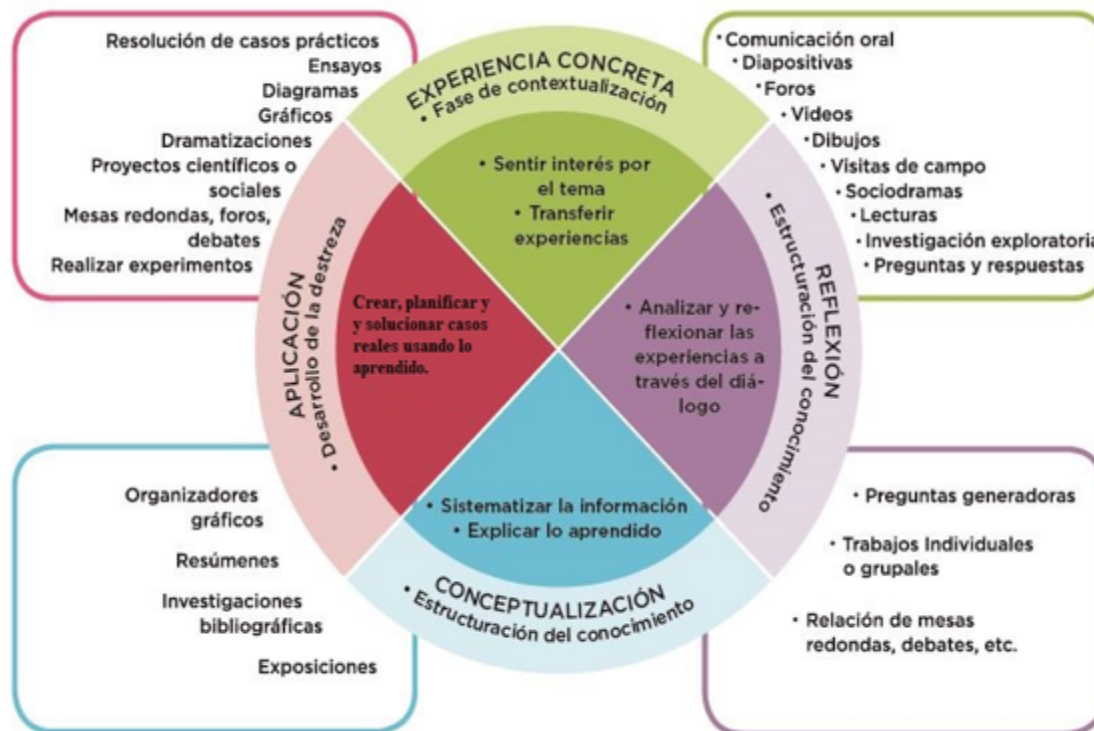 Resolución de casos prácticos
Ensayos
Diagramas
Gráficos
Dramatizaciones
Proyectos científicos o
sociales
Mesas redondas, foros,
debates
Realizar experimentos
EXPERIENCIA CONCRETA
• Fase de contextualización
• Sentir interés por
el tema
• Transferir
experiencias
• Comunicación oral
• Diapositivas
• Foros
• Videos
• Dibujos
• Visitas de campo
• Sociodramas
• Lecturas
• Investigación exploratoria
• Preguntas y respuestas
APLICACIÓN
• Desarrollo de la destreza
Crear, planificar y
y solucionar casos
reales usando lo
aprendido.
• Analizar y re-
flexionar las
experiencias a
través del diá-
logo
REFLEXIÓN
• Estructuración del conocimiento
• Sistematizar la información
• Explicar lo aprendido
CONCEPTUALIZACIÓN
• Estructuración del conocimiento
Organizadores
gráficos
Resúmenes
Investigaciones
bibliográficas
Exposiciones
• Preguntas generadoras
• Trabajos Individuales
o grupales
• Relación de mesas
redondas, debates, etc.